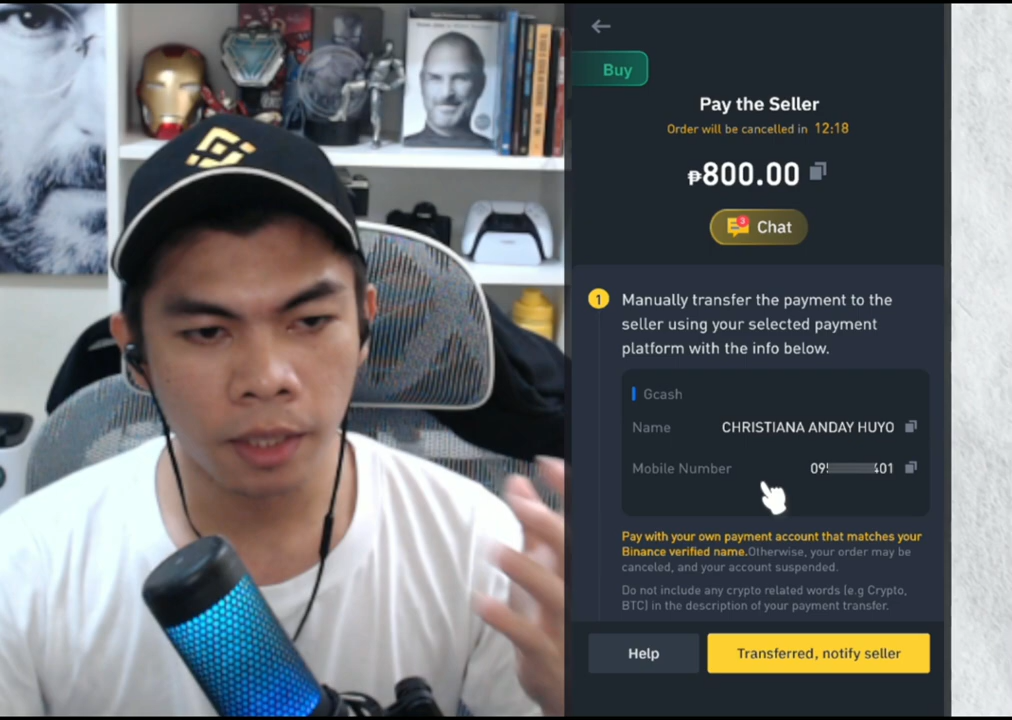 Buy
Pay the Seller
Order will be cancelled in 12:18
₱800.00
3
Chat
1
Manually transfer the payment to the
seller using your selected payment
platform with the info below.
Gcash
Name CHRISTIANA ANDAY HUYO
Mobile Number 09 401
Pay with your own payment account that matches your
Binance verified name.Otherwise, your order may be
canceled, and your account suspended.
Do not include any crypto related words (e.g Crypto,
BTC) in the description of your payment transfer.
Help
Transferred, notify seller